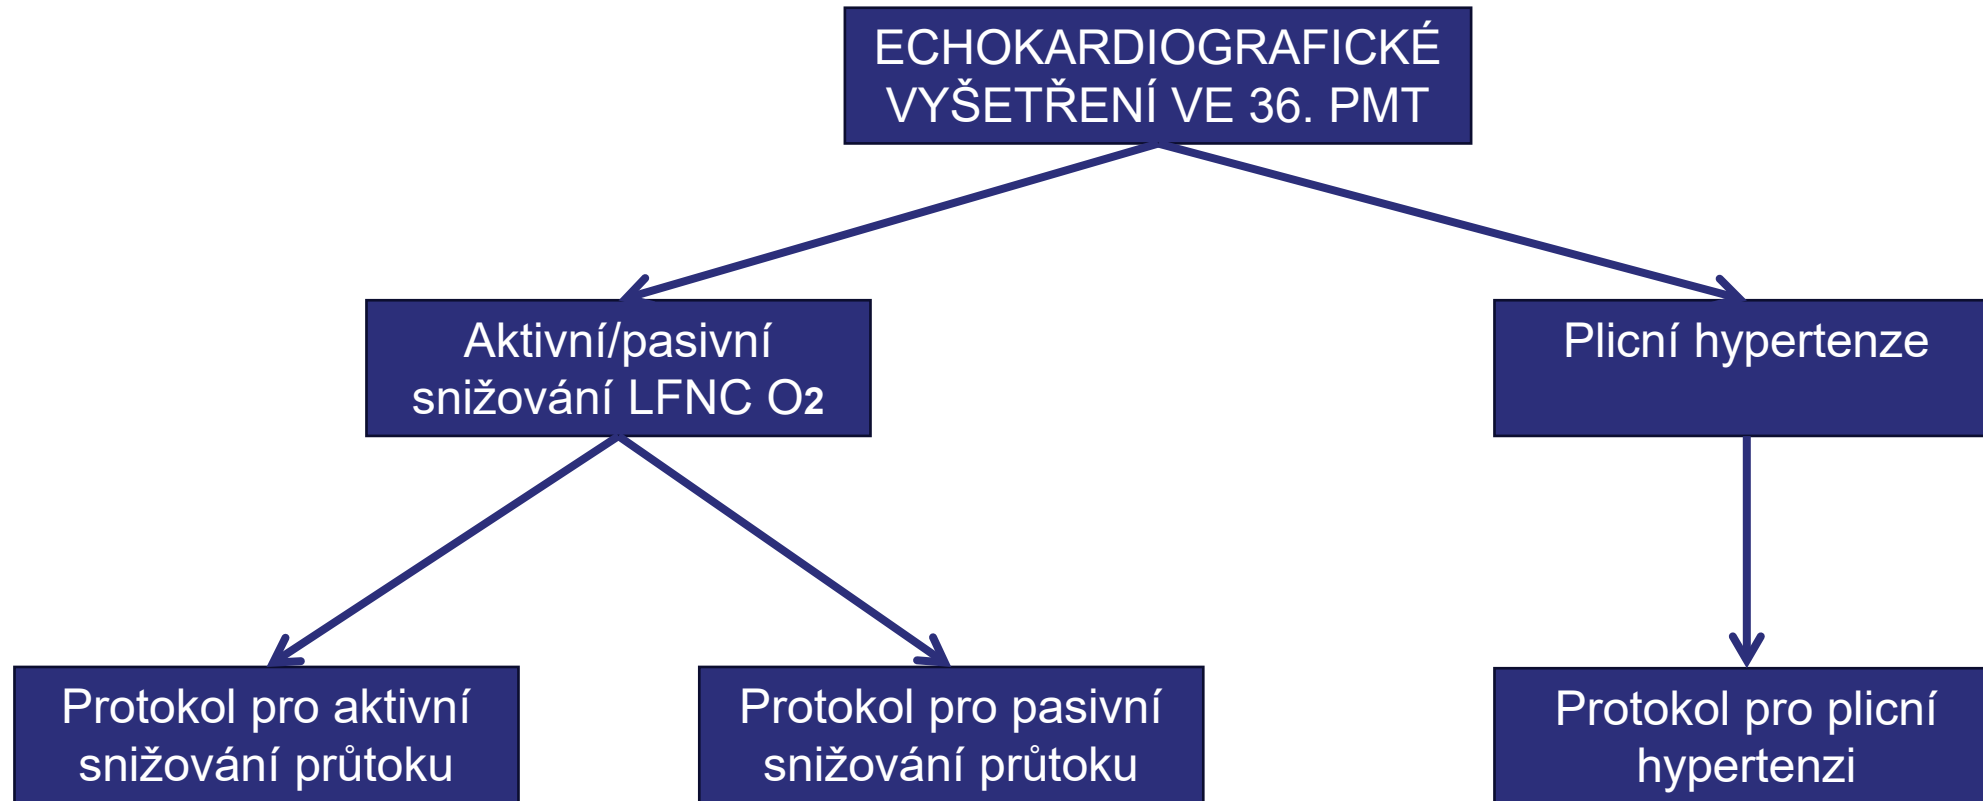 ECHOKARDIOGRAFICKÉ
VYŠETŘENÍ VE 36. PMT
Aktivní/pasivní
snižování LFNC O2
Plicní hypertenze
Protokol pro aktivní
snižování průtoku
Protokol pro pasivní
snižování průtoku
Protokol pro plicní
hypertenzi